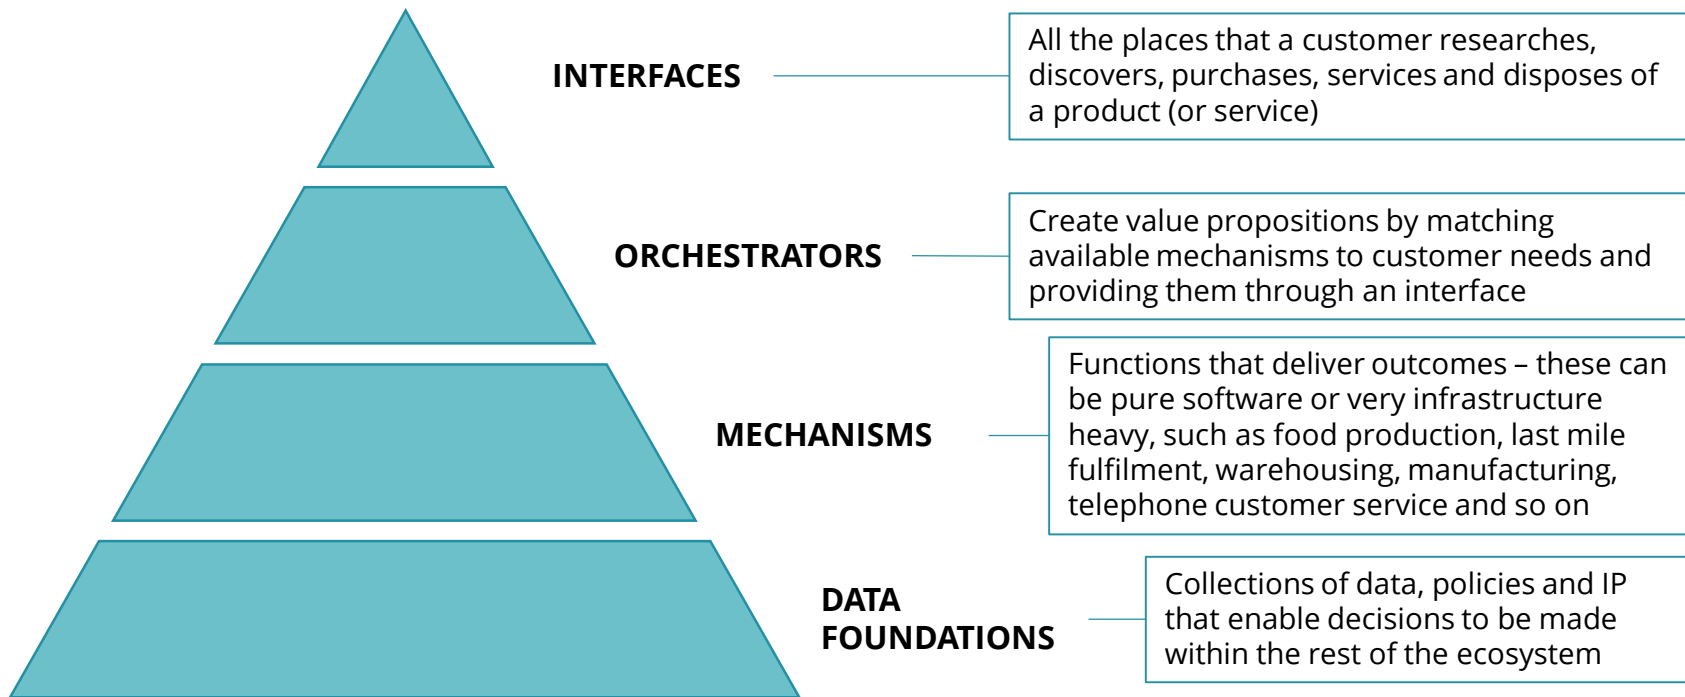 INTERFACES
All the places that a customer researches,
discovers, purchases, services and disposes of
a product (or service)
ORCHESTRATORS
Create value propositions by matching
available mechanisms to customer needs and
providing them through an interface
MECHANISMS
Functions that deliver outcomes – these can
be pure software or very infrastructure
heavy, such as food production, last mile
fulfilment, warehousing, manufacturing,
telephone customer service and so on
DATA
FOUNDATIONS
Collections of data, policies and IP
that enable decisions to be made
within the rest of the ecosystem